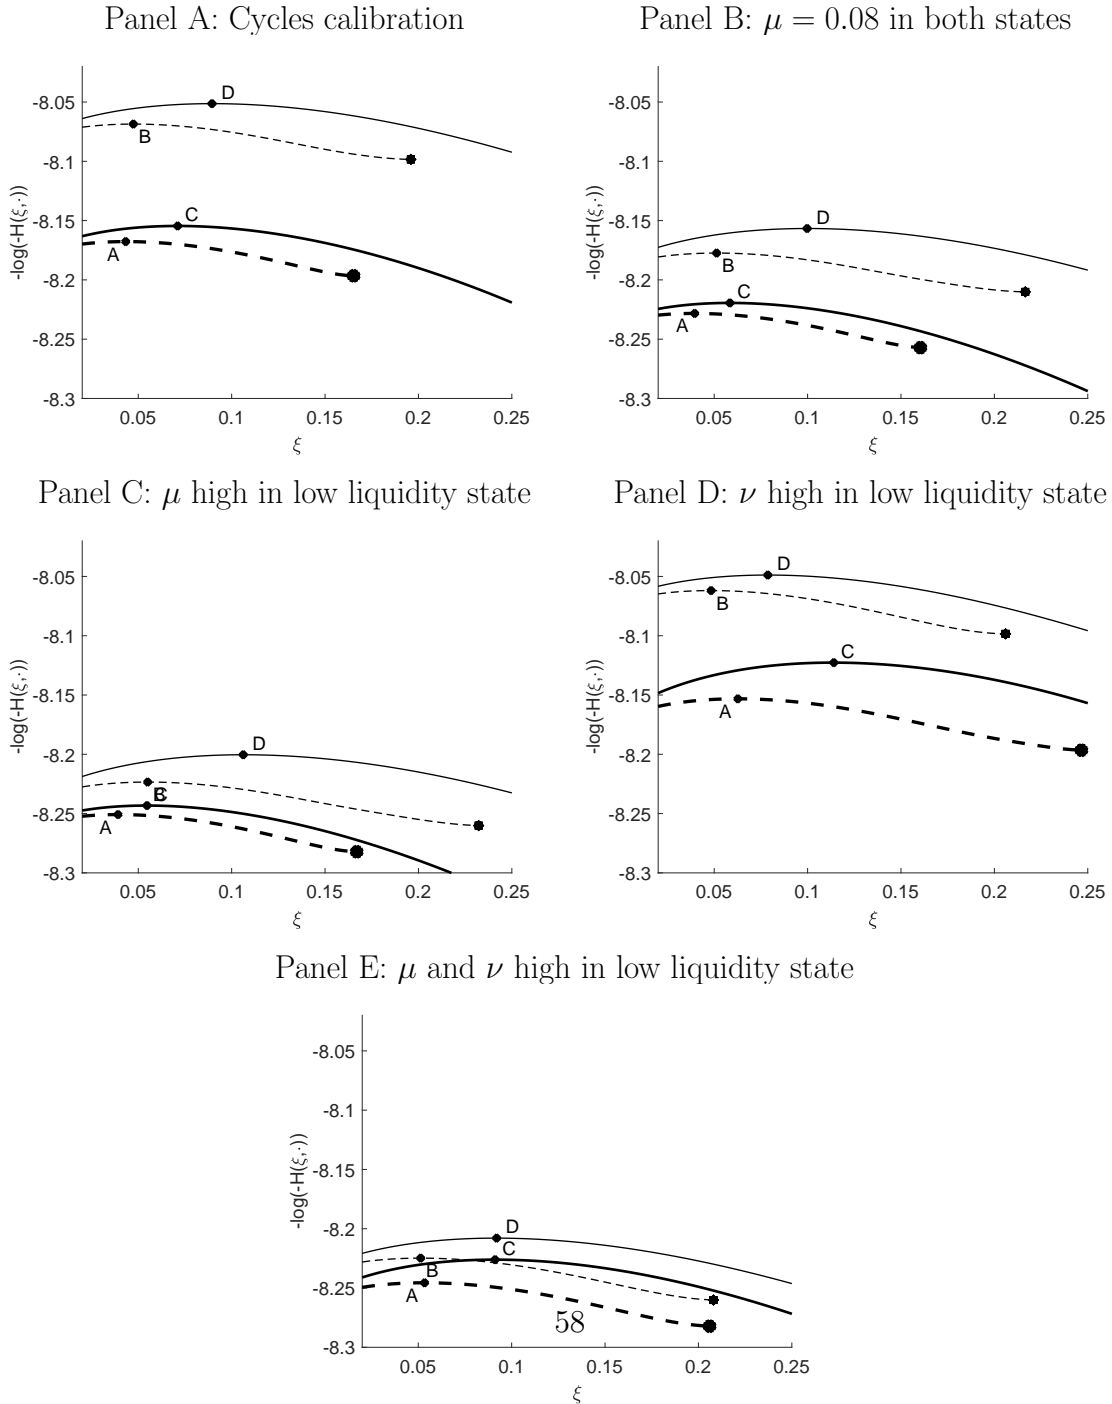 Panel A: Cycles calibration
-8.05
-8.1
-8.15
-8.2
-8.25
-8.3
0.05 0.1 0.15 0.2 0.25
ξ
-log(-H(ξ,·))
D
B
C
A
Panel B: μ = 0.08 in both states
-8.05
-8.1
-8.15
-8.2
-8.25
-8.3
0.05 0.1 0.15 0.2 0.25
ξ
-log(-H(ξ,·))
D
B
C
A
Panel C: μ high in low liquidity state
-8.05
-8.1
-8.15
-8.2
-8.25
-8.3
0.05 0.1 0.15 0.2 0.25
ξ
-log(-H(ξ,·))
D
B
C
A
Panel D: ν high in low liquidity state
-8.05
-8.1
-8.15
-8.2
-8.25
-8.3
0.05 0.1 0.15 0.2 0.25
ξ
-log(-H(ξ,·))
D
B
C
A
Panel E: μ and ν high in low liquidity state
-8.05
-8.1
-8.15
-8.2
-8.25
-8.3
0.05 0.1 0.15 0.2 0.25
ξ
-log(-H(ξ,·))
D
C
B
A
58